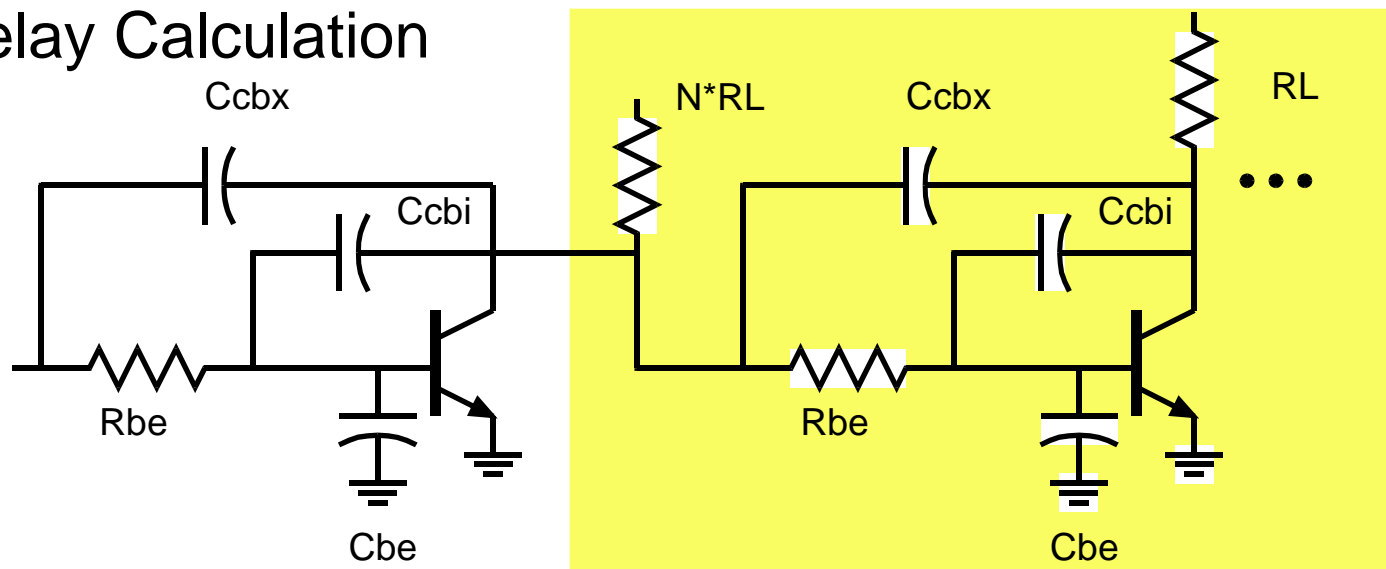 elay Calculation
Ccbx
N*RL
Ccbx
RL
Ccbi
Ccbi
Rbe
Rbe
Cbe
Cbe